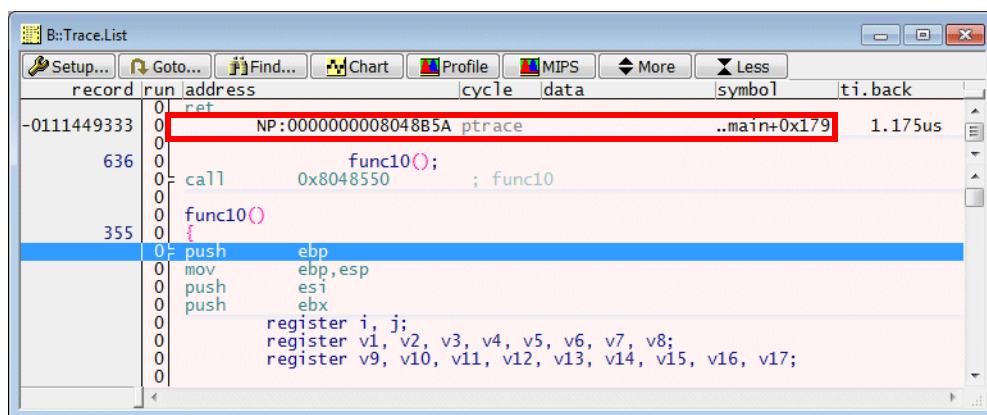 B::Trace.List
Setup... Goto... Find... Chart Profile MIPS More Less
record run address cycle data symbol ti.back
0 ret
-0111449333 0 NP:0000000008048B5A ptrace ..main+0x179 1.175us
0
636 0 func10();
0 call 0x8048550 ; func10
0
0 func10()
355 0 {
0 push ebp
0 mov ebp,esp
0 push esi
0 push ebx
0 register i, j;
0 register v1, v2, v3, v4, v5, v6, v7, v8;
0 register v9, v10, v11, v12, v13, v14, v15, v16, v17;
0